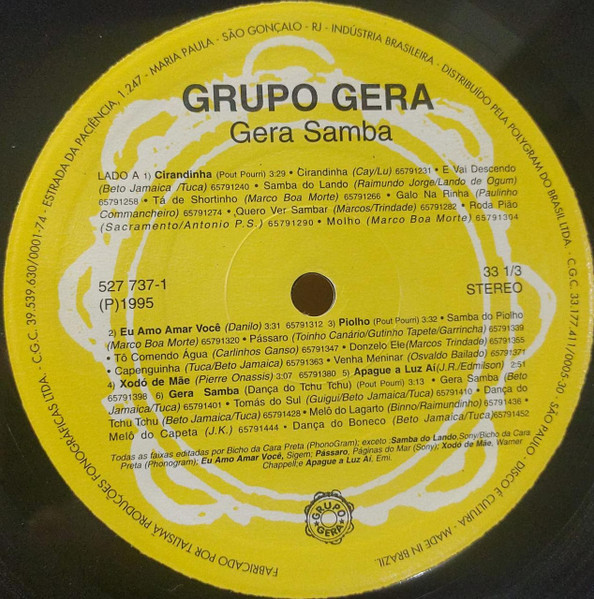 FABRICADO POR TALISMÃ PRODUÇÕES FONOGRÁFICAS LTDA. - C.G.C. 39.539.630/0001-74 - ESTRADA DA PACIÊNCIA, 1.247 - MARIA PAULA - SÃO GONÇALO - RJ - INDÚSTRIA BRASILEIRA - DISTRIBUÍDO PELA POLYGRAM DO BRASIL LTDA. - C.G.C. 33.177.411/0005-30 - SÃO PAULO - DISCO É CULTURA - MADE IN BRAZIL.
GRUPO GERA
Gera Samba
LADO A 1) Cirandinha (Pout Pourri) 3:29 • Cirandinha (Cay/Lu) 65791231 • E Vai Descendo
(Beto Jamaica /Tuca) 65791240 • Samba do Lando (Raimundo Jorge/Lando de Ogum)
65791258 • Tá de Shortinho (Marco Boa Morte) 65791266 • Galo Na Rinha (Paulinho
Commancheiro) 65791274 • Quero Ver Sambar (Marcos/Trindade) 65791282 • Roda Pião
(Sacramento/Antonio P.S.) 65791290 • Molho (Marco Boa Morte) 65791304
527 737-1
(P)1995
33 1/3
STEREO
2) Eu Amo Amar Você (Danilo) 3:31 65791312 3) Piolho (Pout Pourri) 3:32 • Samba do Piolho
(Marco Boa Morte) 65791320 • Pássaro (Toinho Canário/Gutinho Tapete/Garrincha) 65791339
• Tô Comendo Água (Carlinhos Ganso) 65791347 • Donzelo Ele(Marcos Trindade) 65791355
• Capenguinha (Tuca/Beto Jamaica) 65791363 • Venha Meninar (Osvaldo Bailado) 65791371
4) Xodó de Mãe (Pierre Onassis) 3:07 65791380 5) Apague a Luz Aí(J.R./Edmilson) 2:51
65791398 6) Gera Samba (Dança do Tchu Tchu) (Pout Pourri) 3:13 • Gera Samba (Beto
Jamaica/Tuca) 65791401 • Tomás do Sul (Guigui/Beto Jamaica/Tuca) 65791410 • Dança do
Tchu Tchu (Beto Jamaica/Tuca) 65791428 • Melô do Lagarto (Binno/Raimundinho) 65791436 •
Melô do Capeta (J.K.) 65791444 • Dança do Boneco (Beto Jamaica/Tuca)65791452
Todas as faixas editadas por Bicho da Cara Preta (PhonoGram); exceto :Samba do Lando,Sony/Bicho da Cara
Preta (Phonogram); Eu Amo Amar Você, Sigem; Pássaro, Páginas do Mar (Sony); Xodó de Mãe, Warner
Chappell;e Apague a Luz Aí, Emi.
GRUPO
GERA